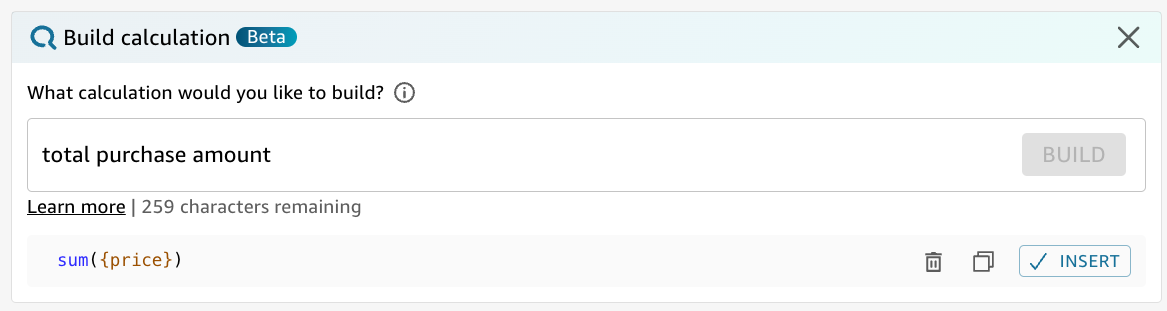 Build calculation Beta
What calculation would you like to build?
total purchase amount BUILD
Learn more | 259 characters remaining
sum({price}) INSERT